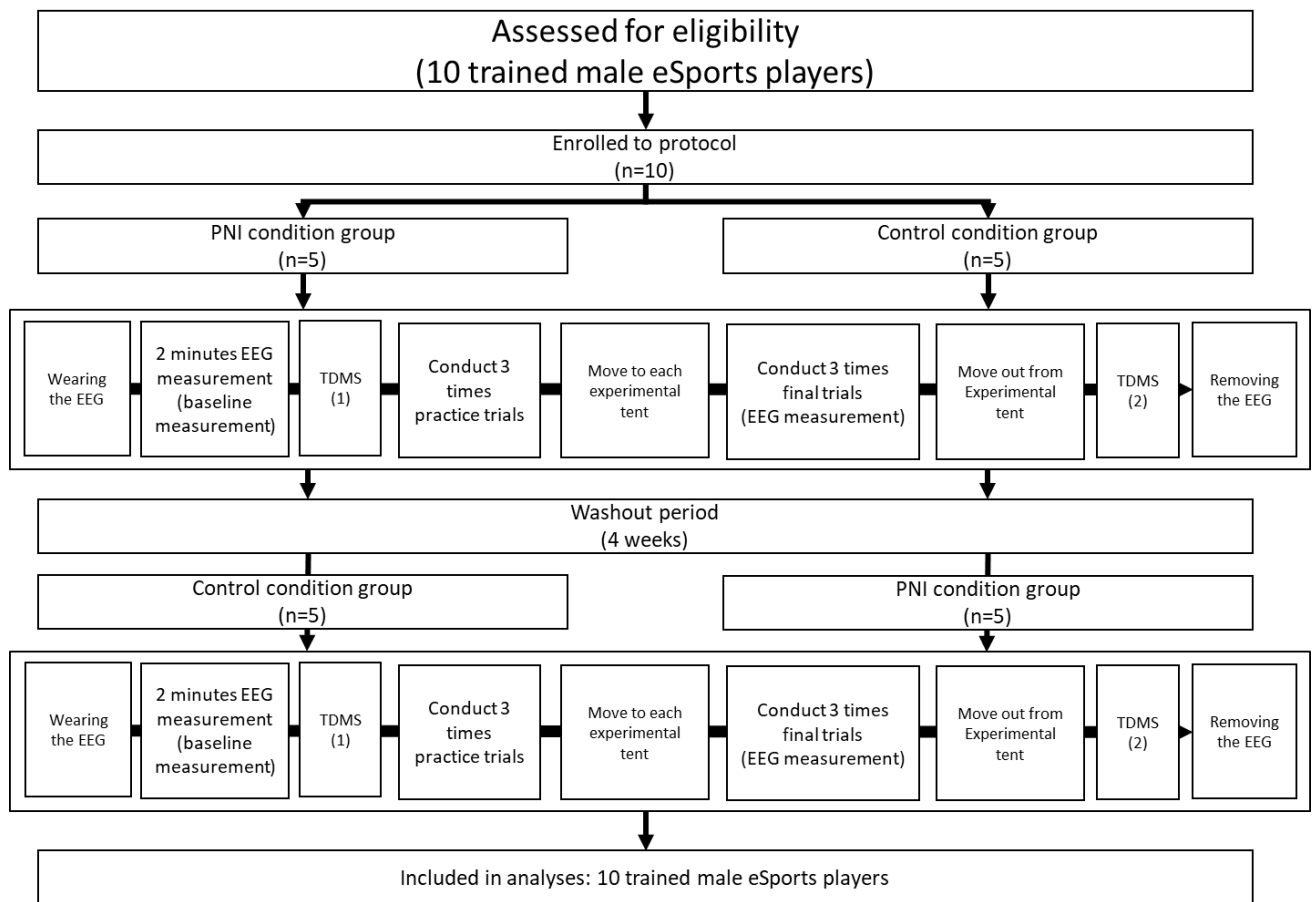 Assessed for eligibility
(10 trained male eSports players)
Enrolled to protocol
(n=10)
PNI condition group
(n=5)
Control condition group
(n=5)
Wearing
the EEG
2 minutes EEG
measurement
(baseline
measurement)
TDMS
(1)
Conduct 3
times
practice trials
Move to each
experimental
tent
Conduct 3 times
final trials
(EEG measurement)
Move out from
Experimental
tent
TDMS
(2)
Removing
the EEG
Washout period
(4 weeks)
Control condition group
(n=5)
PNI condition group
(n=5)
Wearing
the EEG
2 minutes EEG
measurement
(baseline
measurement)
TDMS
(1)
Conduct 3
times
practice trials
Move to each
experimental
tent
Conduct 3 times
final trials
(EEG measurement)
Move out from
Experimental
tent
TDMS
(2)
Removing
the EEG
Included in analyses: 10 trained male eSports players